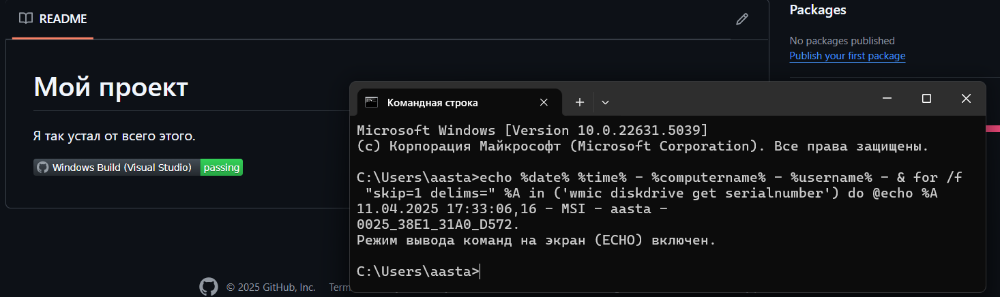 README
Packages
No packages published
Publish your first package
Мой проект
Я так устал от всего этого.
Windows Build (Visual Studio) passing
Командная строка
Microsoft Windows [Version 10.0.22631.5039]
(c) Корпорация Майкрософт (Microsoft Corporation). Все права защищены.
C:\Users\aasta>echo %date% %time% - %computername% - %username% - & for /f
"skip=1 delims=" %A in ('wmic diskdrive get serialnumber') do @echo %A
11.04.2025 17:33:06,16 - MSI - aasta -
0025_38E1_31A0_D572.
Режим вывода команд на экран (ECHO) включен.
C:\Users\aasta>
© 2025 GitHub, Inc.